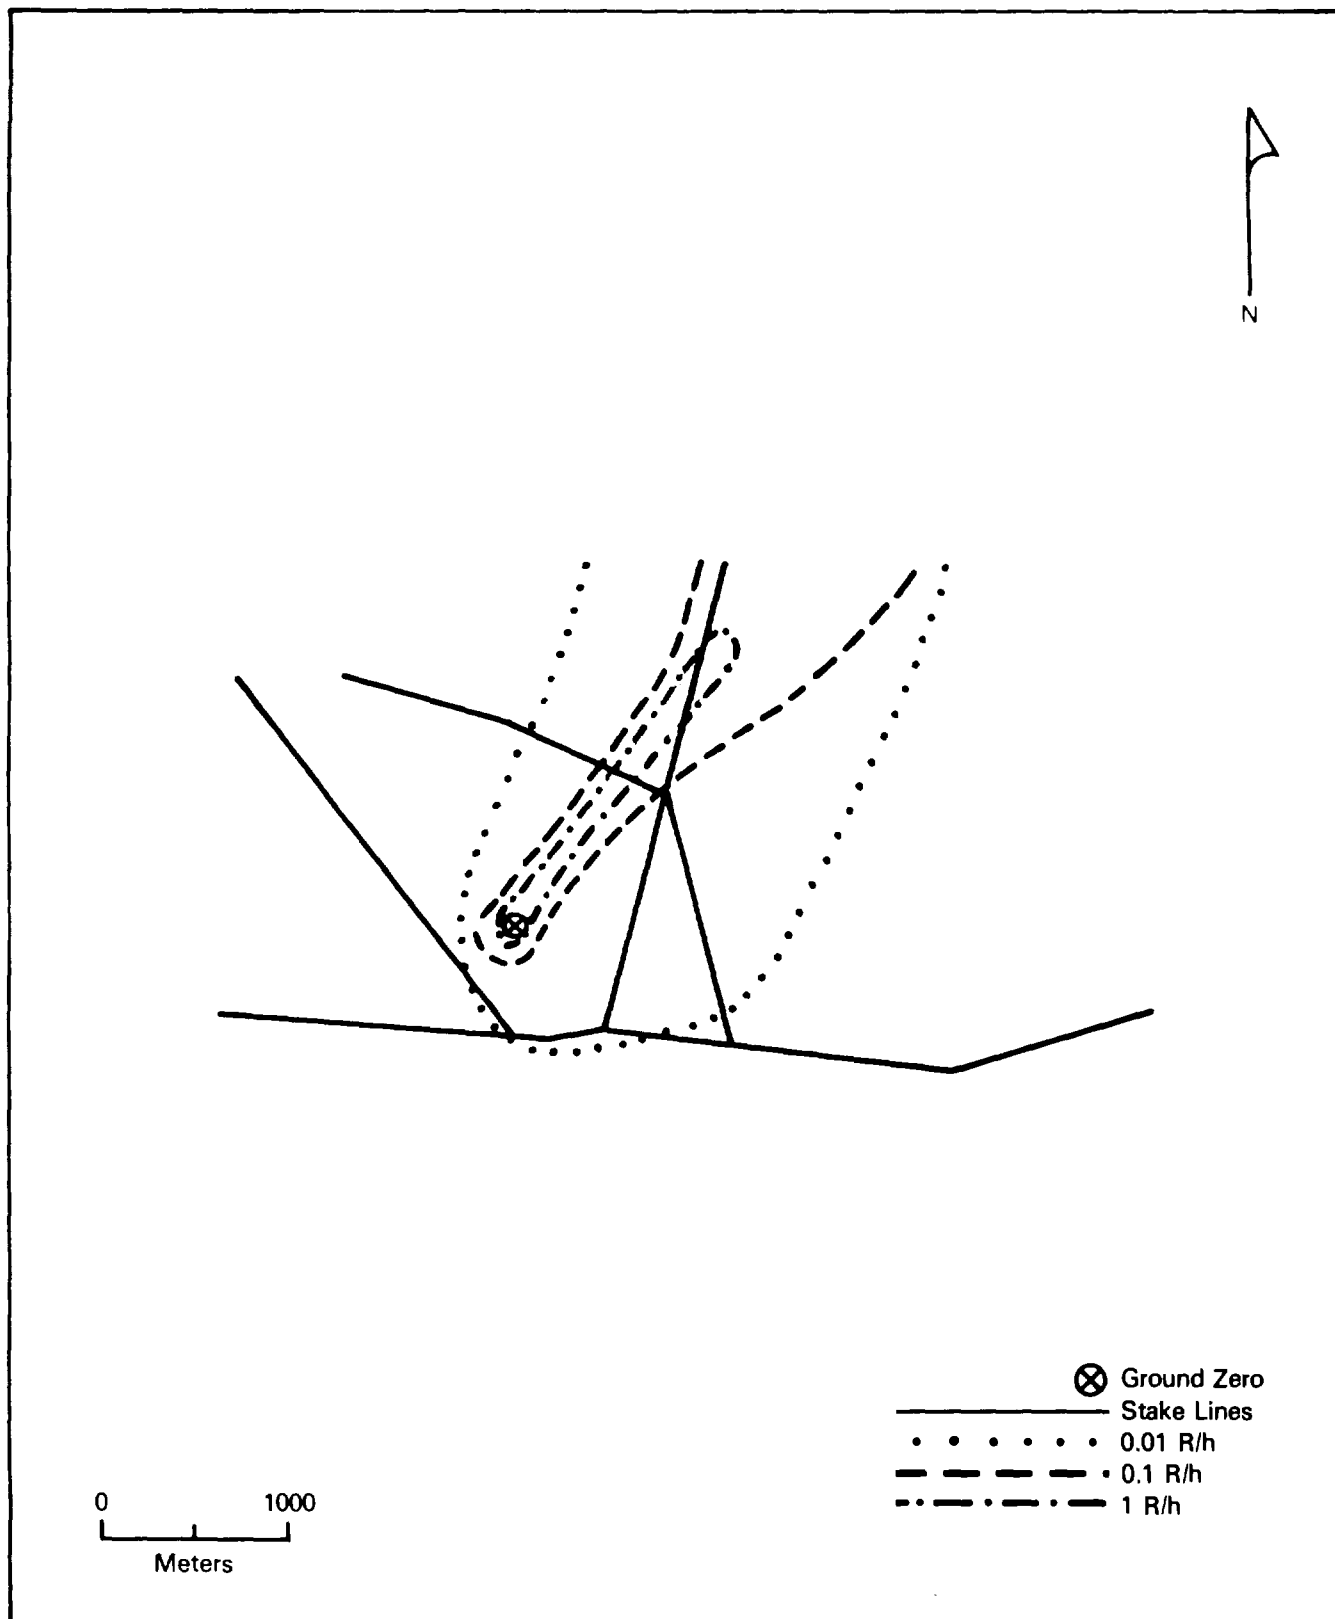 N
Ground Zero
Stake Lines
0.01 R/h
0.1 R/h
1 R/h
0 1000
Meters